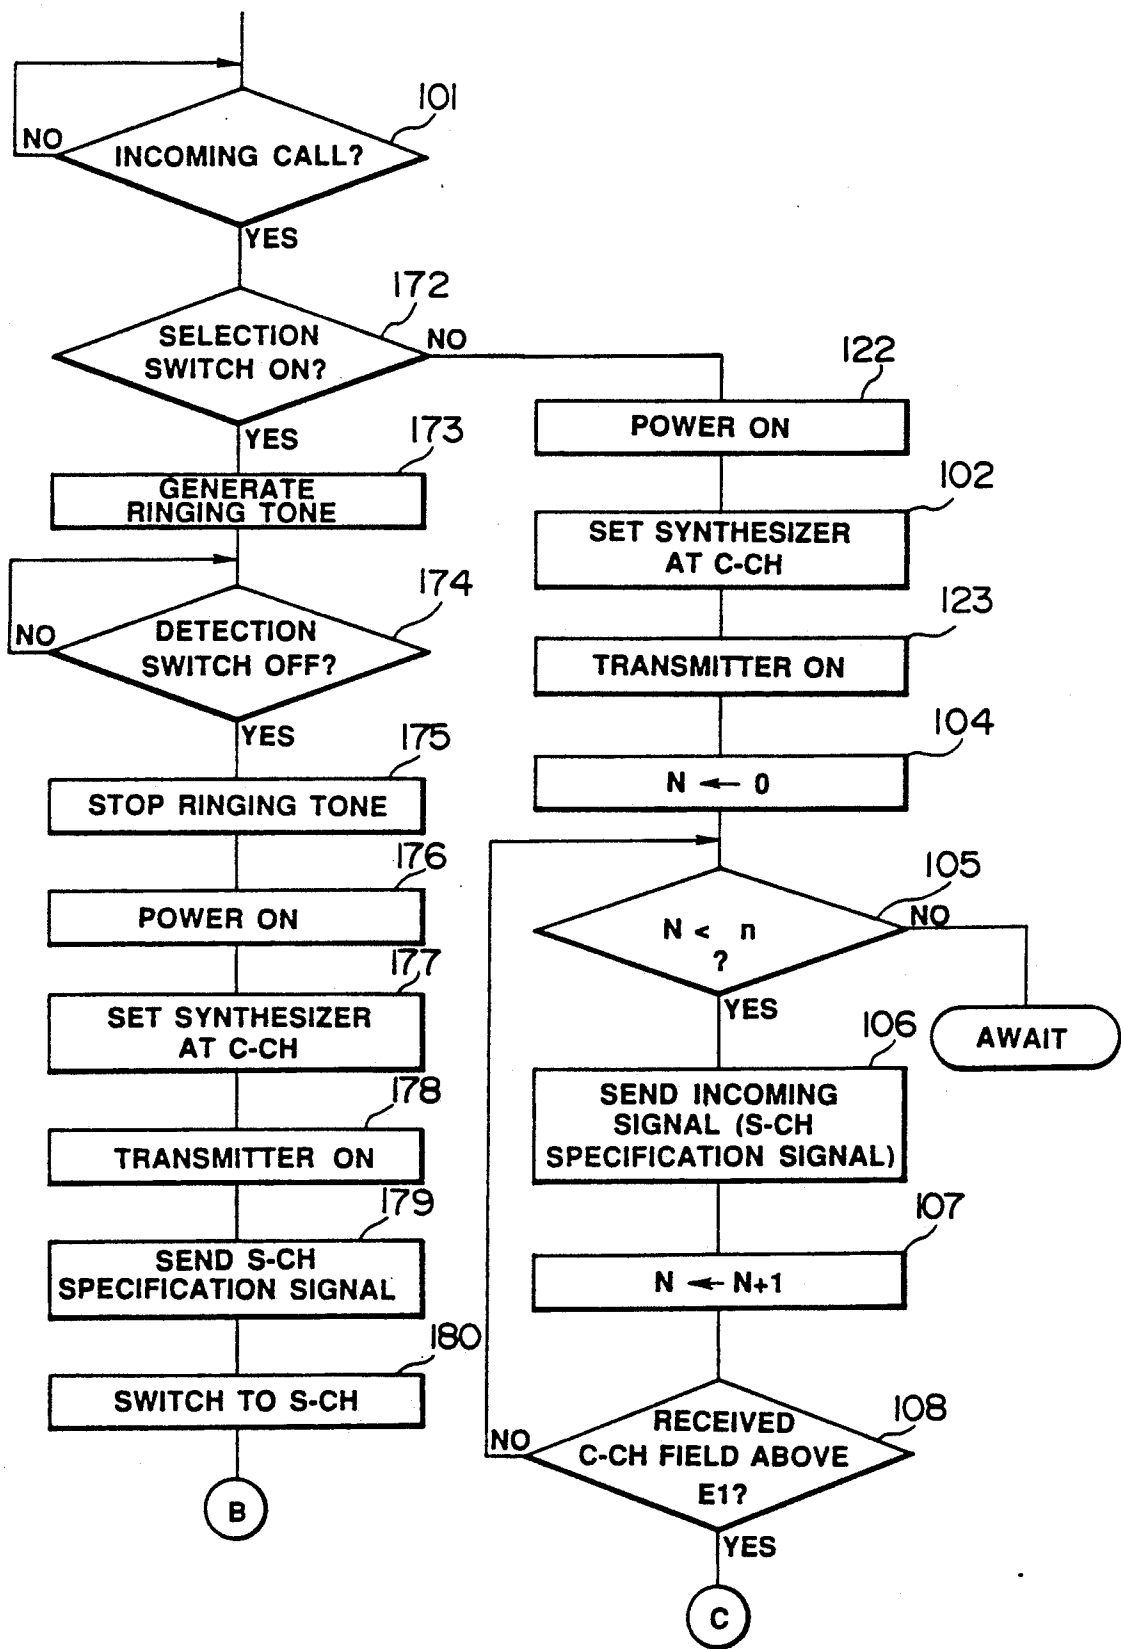 101
INCOMING CALL?
NO
YES
172
SELECTION
SWITCH ON?
NO
YES
173
GENERATE
RINGING TONE
174
DETECTION
SWITCH OFF?
NO
YES
175
STOP RINGING TONE
176
POWER ON
177
SET SYNTHESIZER
AT C-CH
178
TRANSMITTER ON
179
SEND S-CH
SPECIFICATION SIGNAL
180
SWITCH TO S-CH
B
122
POWER ON
102
SET SYNTHESIZER
AT C-CH
123
TRANSMITTER ON
104
N ← 0
105
N < n
?
NO
AWAIT
YES
106
SEND INCOMING
SIGNAL (S-CH
SPECIFICATION SIGNAL)
107
N ← N+1
108
RECEIVED
C-CH FIELD ABOVE
E1?
NO
YES
C